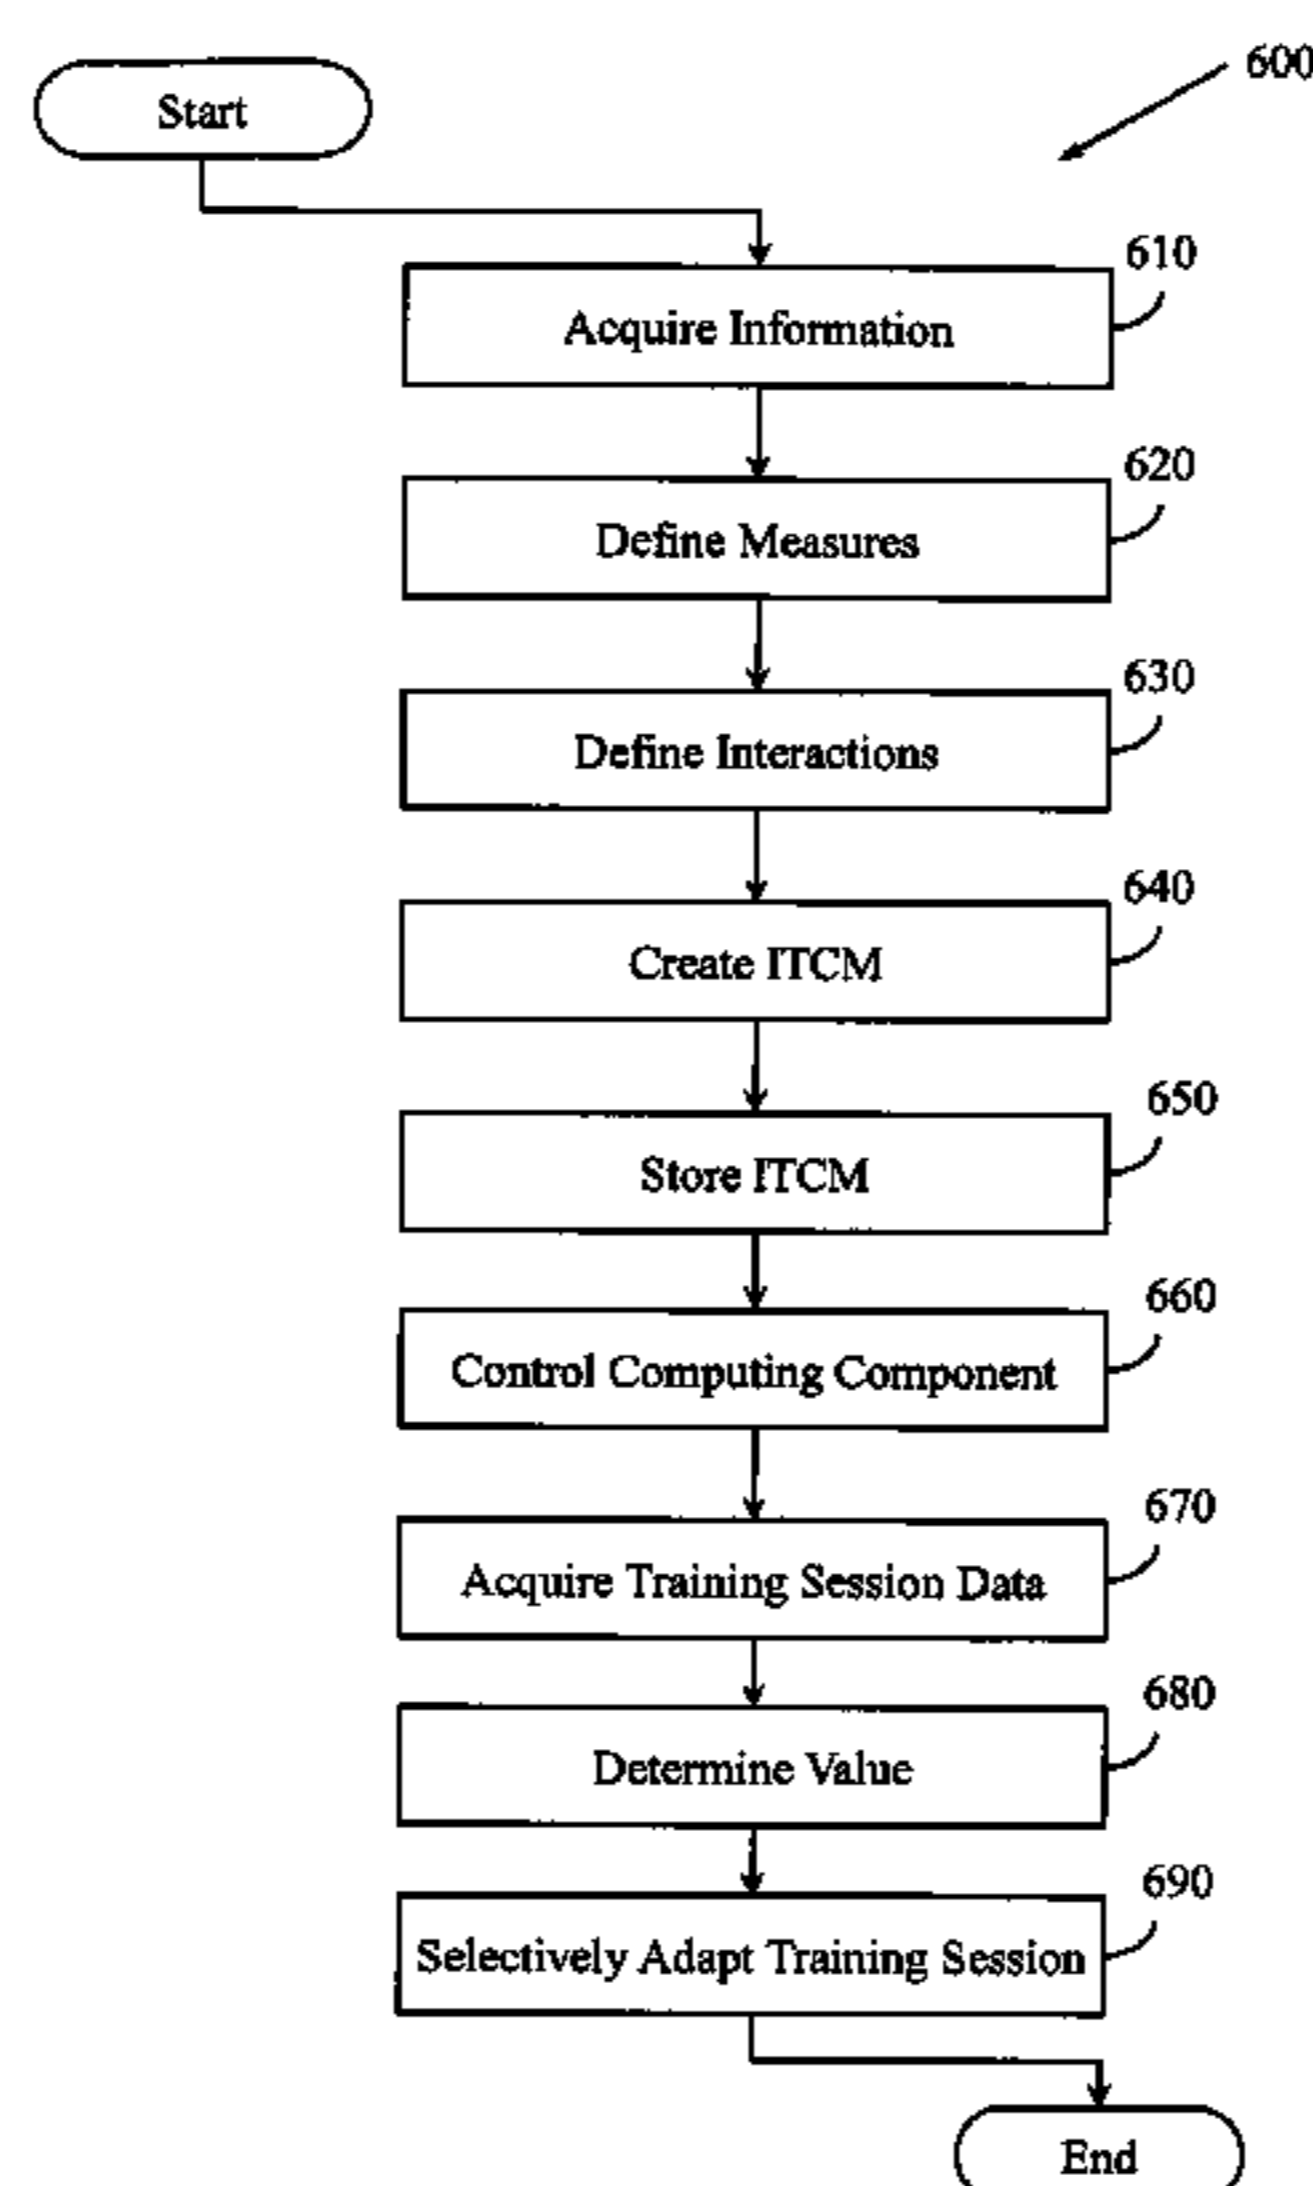 Start
600
610
Acquire Information
620
Define Measures
630
Define Interactions
640
Create ITCM
650
Store ITCM
660
Control Computing Component
670
Acquire Training Session Data
680
Determine Value
690
Selectively Adapt Training Session
End